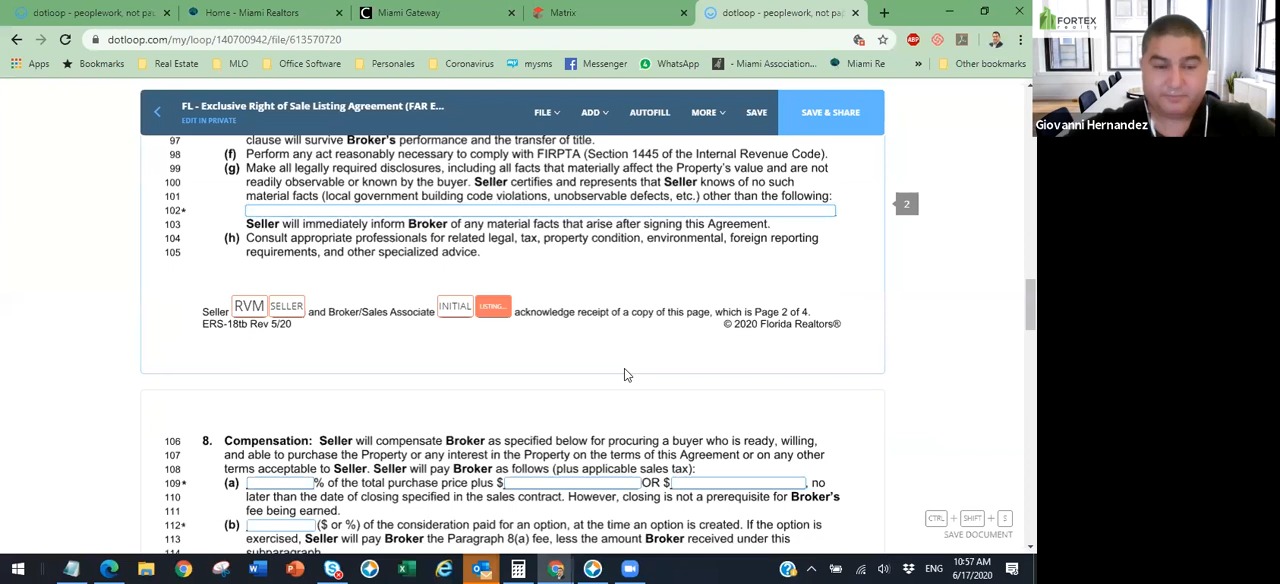 dotloop - peoplework, not pa
Home - Miami Realtors
Miami Gateway
Matrix
dotloop - peoplework, not pap
dotloop.com/my/loop/140700942/file/613570720
Apps Bookmarks Real Estate MLO Office Software Personales Coronavirus mysms Messenger WhatsApp - Miami Association... Miami Re » Other bookmarks
FORTEX
realty
Giovanni Hernandez
FL - Exclusive Right of Sale Listing Agreement (FAR E...
EDIT IN PRIVATE
FILE ADD AUTOFILL MORE SAVE SAVE & SHARE
97 clause will survive Broker's performance and the transfer of title.
98 (f) Perform any act reasonably necessary to comply with FIRPTA (Section 1445 of the Internal Revenue Code).
99 (g) Make all legally required disclosures, including all facts that materially affect the Property's value and are not
100 readily observable or known by the buyer. Seller certifies and represents that Seller knows of no such
101 material facts (local government building code violations, unobservable defects, etc.) other than the following:
102*
2
103 Seller will immediately inform Broker of any material facts that arise after signing this Agreement.
104 (h) Consult appropriate professionals for related legal, tax, property condition, environmental, foreign reporting
105 requirements, and other specialized advice.
Seller RVM SELLER and Broker/Sales Associate INITIAL LISTING... acknowledge receipt of a copy of this page, which is Page 2 of 4.
ERS-18tb Rev 5/20 © 2020 Florida Realtors®
106 8. Compensation: Seller will compensate Broker as specified below for procuring a buyer who is ready, willing,
107 and able to purchase the Property or any interest in the Property on the terms of this Agreement or on any other
108 terms acceptable to Seller. Seller will pay Broker as follows (plus applicable sales tax):
109* (a) % of the total purchase price plus $ OR $ , no
110 later than the date of closing specified in the sales contract. However, closing is not a prerequisite for Broker's
111 fee being earned.
112* (b) ($ or %) of the consideration paid for an option, at the time an option is created. If the option is
113 exercised, Seller will pay Broker the Paragraph 8(a) fee, less the amount Broker received under this
114 subparagraph.
CTRL + SHIFT + S
SAVE DOCUMENT
ENG
10:57 AM
6/17/2020